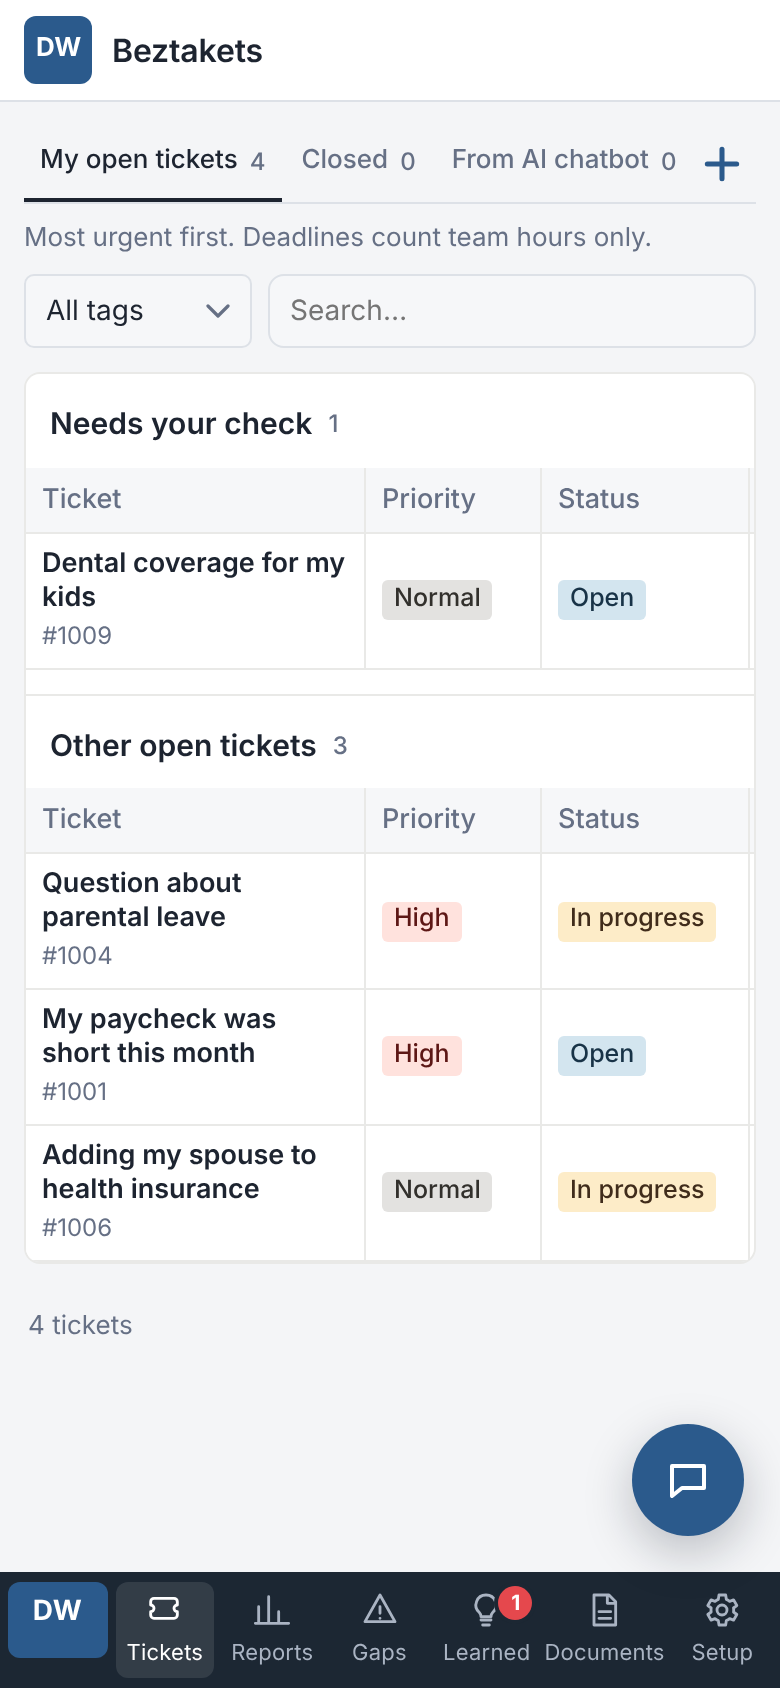 DW Beztakets
My open tickets 4 Closed 0 From AI chatbot 0
Most urgent first. Deadlines count team hours only.
All tags Search...
Needs your check 1
Ticket Priority Status
Dental coverage for my
kids
#1009
Normal Open
Other open tickets 3
Ticket Priority Status
Question about
parental leave
#1004
High In progress
My paycheck was
short this month
#1001
High Open
Adding my spouse to
health insurance
#1006
Normal In progress
4 tickets
DW
1
Tickets Reports Gaps Learned Documents Setup